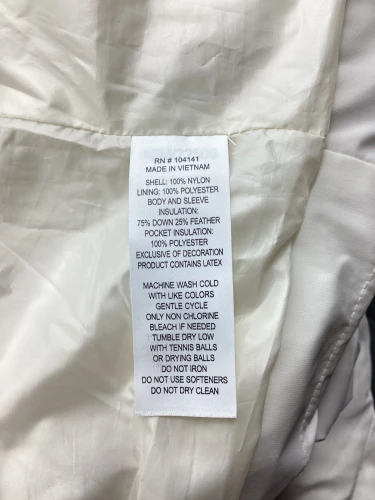 RN # 104141
MADE IN VIETNAM
SHELL: 100% NYLON
LINING: 100% POLYESTER
BODY AND SLEEVE
INSULATION:
75% DOWN 25% FEATHER
POCKET INSULATION:
100% POLYESTER
EXCLUSIVE OF DECORATION
PRODUCT CONTAINS LATEX
MACHINE WASH COLD
WITH LIKE COLORS
GENTLE CYCLE
ONLY NON CHLORINE
BLEACH IF NEEDED
TUMBLE DRY LOW
WITH TENNIS BALLS
OR DRYING BALLS
DO NOT IRON
DO NOT USE SOFTENERS
DO NOT DRY CLEAN